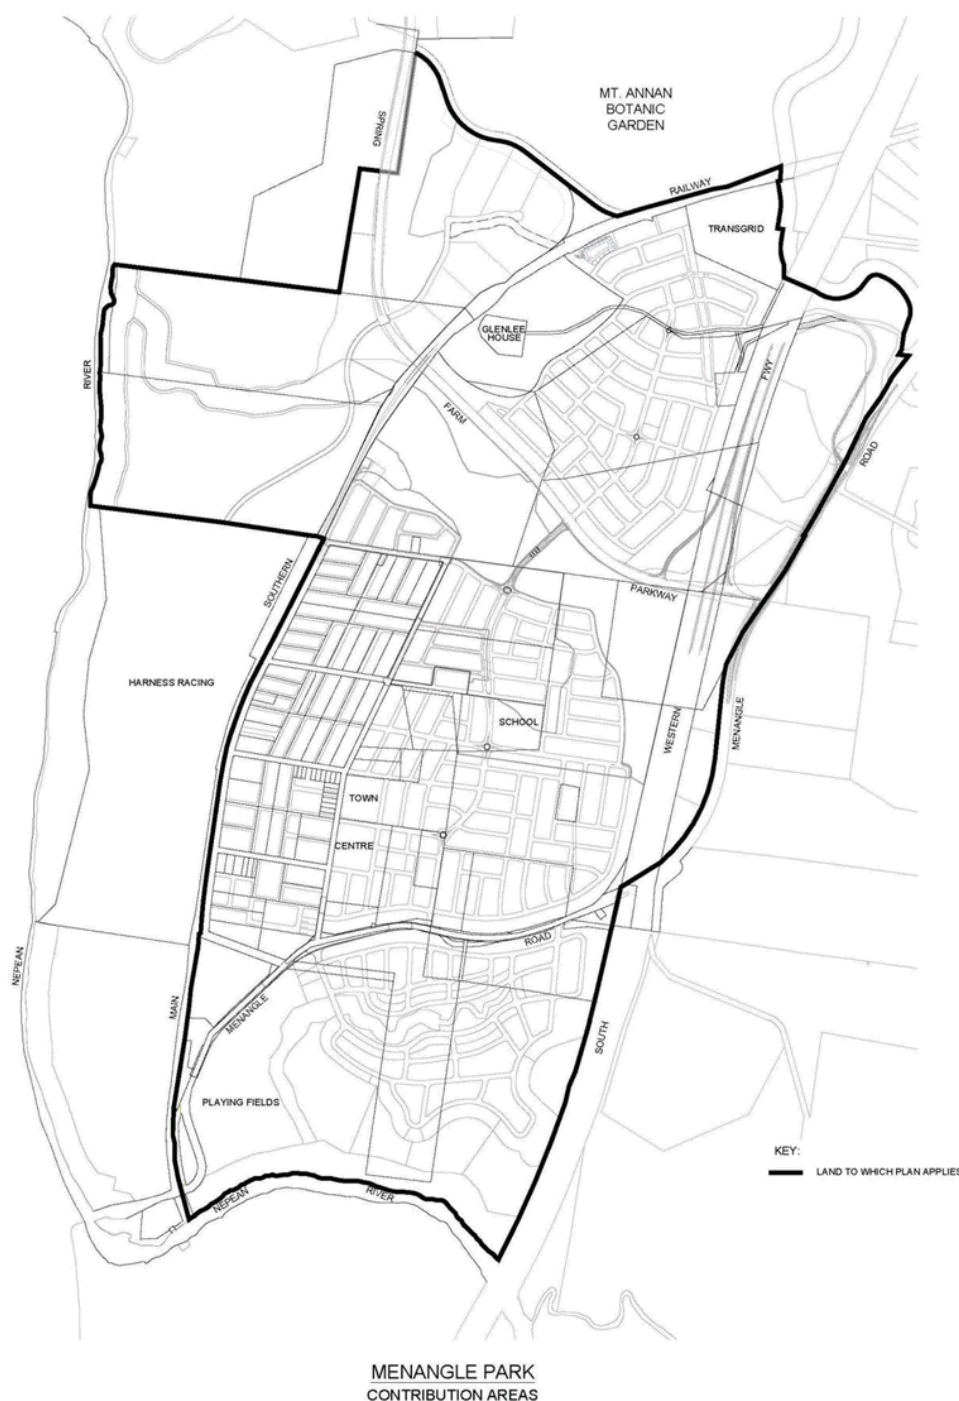 MT. ANNAN
BOTANIC
GARDEN
SPRING
RAILWAY
TRANSGRID
GLENLEE
HOUSE
RIVER
FWY
FARM
ROAD
SOUTHERN
PARKWAY
HARNESS RACING
SCHOOL
WESTERN
MENANGLE
TOWN
CENTRE
ROAD
NEPEAN
MAIN
MENANGLE
SOUTH
PLAYING FIELDS
KEY:
LAND TO WHICH PLAN APPLIES
NEPEAN
RIVER
MENANGLE PARK
CONTRIBUTION AREAS